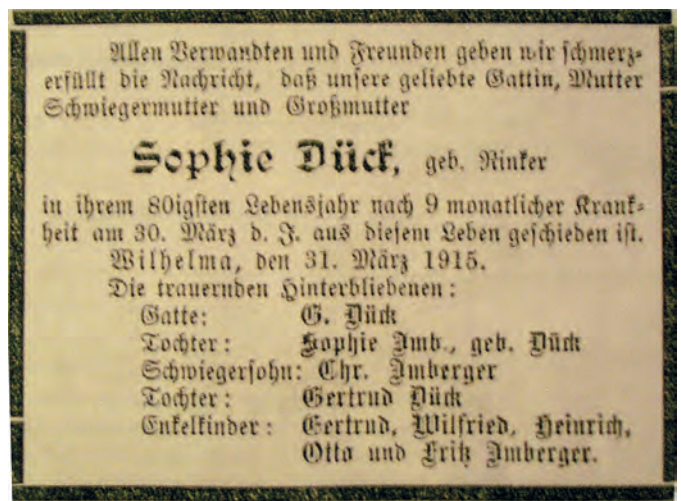 Allen Verwandten und Freunden geben wir schmerz-
erfüllt die Nachricht, daß unsere geliebte Gattin, Mutter
Schwiegermutter und Großmutter
Sophie Dück, geb. Rinker
in ihrem 80igsten Lebensjahr nach 9 monatlicher Krank-
heit am 30. März d. J. aus diesem Leben geschieden ist.
Wilhelma, den 31. März 1915.
Die trauernden Hinterbliebenen:
Gatte: G. Dück
Tochter: Sophie Imb., geb. Dück
Schwiegersohn: Chr. Imberger
Tochter: Gertrud Dück
Enkelkinder: Gertrud, Wilfried, Heinrich,
Otto und Fritz Imberger.